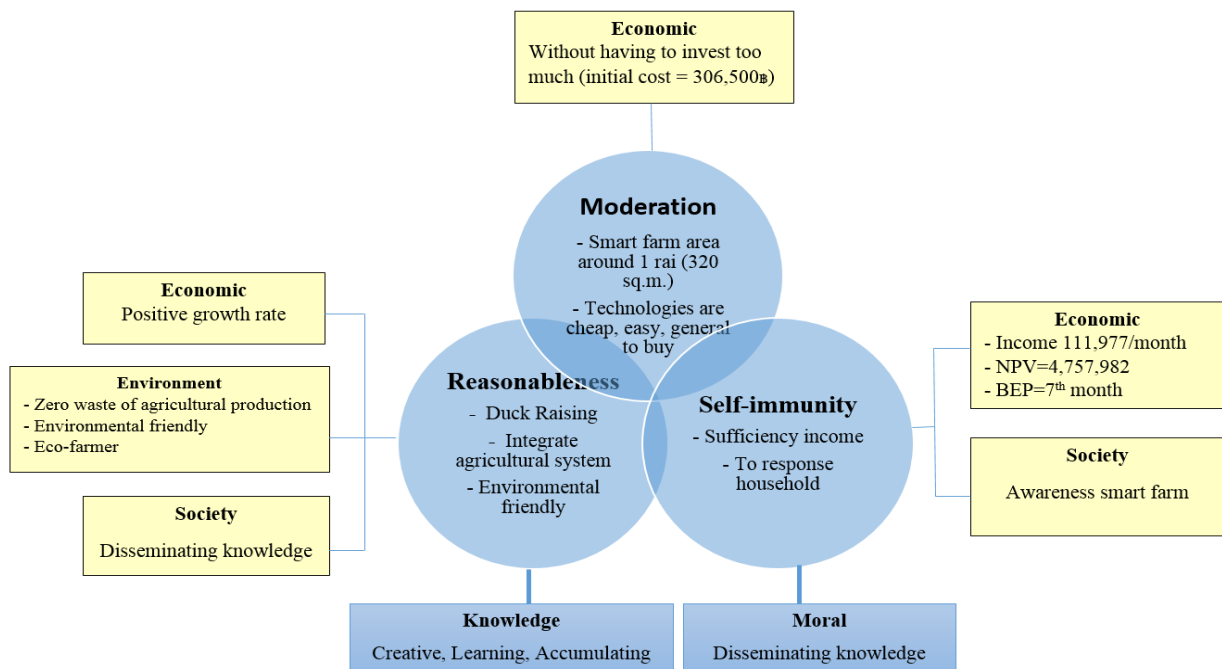 Economic
Without having to invest too
much (initial cost = 306,500฿)
Moderation
- Smart farm area
around 1 rai (320
sq.m.)
- Technologies are
cheap, easy, general
to buy
Economic
Positive growth rate
Environment
- Zero waste of agricultural production
- Environmental friendly
- Eco-farmer
Society
Disseminating knowledge
Reasonableness
- Duck Raising
- Integrate
agricultural system
- Environmental
friendly
Self-immunity
- Sufficiency income
- To response
household
Economic
- Income 111,977/month
- NPV=4,757,982
- BEP=7th month
Society
Awareness smart farm
Knowledge
Creative, Learning, Accumulating
Moral
Disseminating knowledge